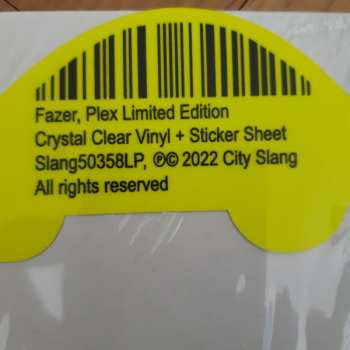 Fazer, Plex Limited Edition
Crystal Clear Vinyl + Sticker Sheet
Slang50358LP, ℗© 2022 City Slang
All rights reserved